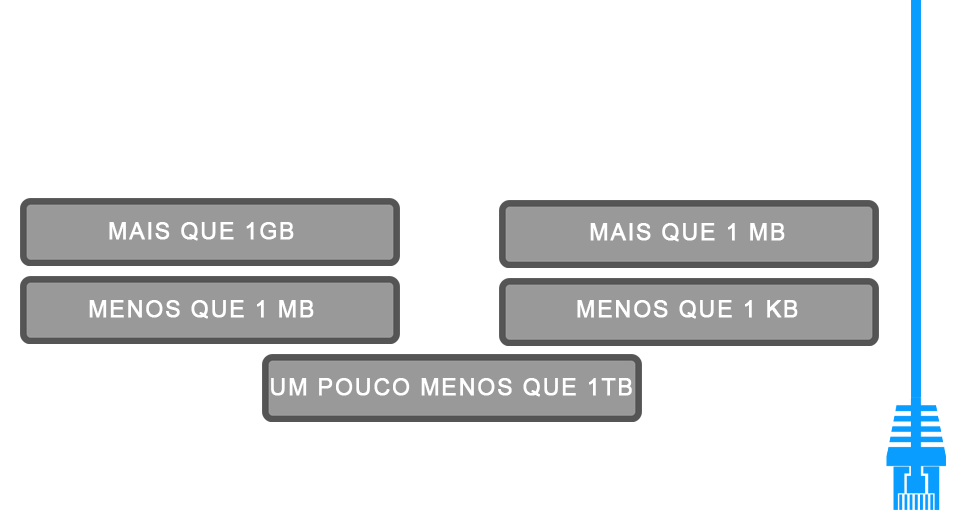 MAIS QUE 1GB
MAIS QUE 1 MB
MENOS QUE 1 MB
MENOS QUE 1 KB
UM POUCO MENOS QUE 1TB